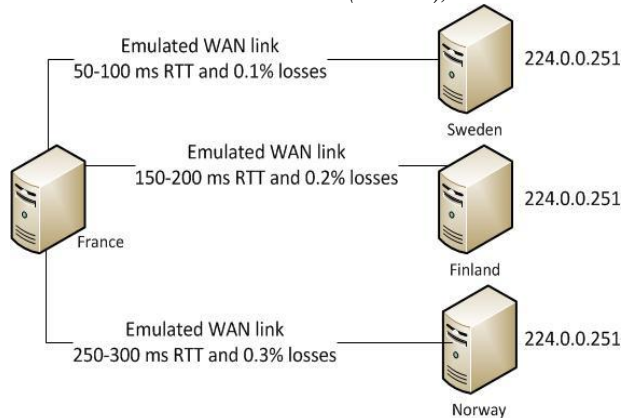 Emulated WAN link
50-100 ms RTT and 0.1% losses
224.0.0.251
Sweden
Emulated WAN link
150-200 ms RTT and 0.2% losses
224.0.0.251
France
Finland
Emulated WAN link
250-300 ms RTT and 0.3% losses
224.0.0.251
Norway